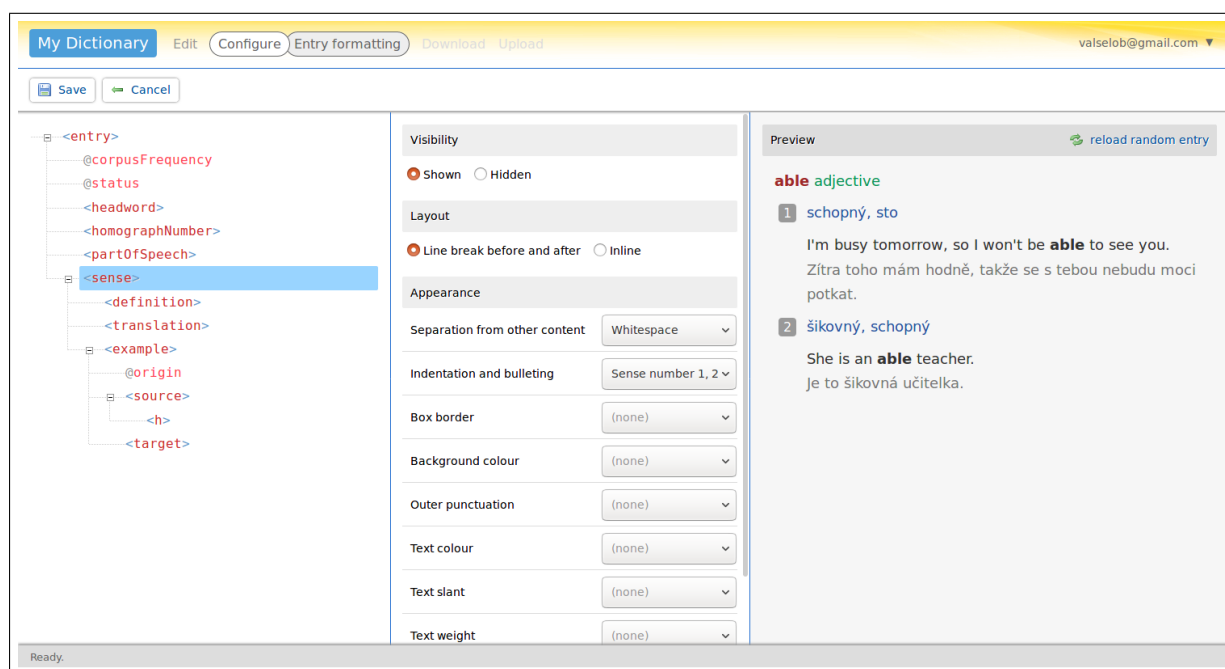 My Dictionary Edit Configure Entry formatting Download Upload valselob@gmail.com ▼
Save Cancel
<entry>
@corpusFrequency
@status
<headword>
<homographNumber>
<partOfSpeech>
<sense>
<definition>
<translation>
<example>
@origin
<source>
<h>
<target>
Visibility
Shown Hidden
Layout
Line break before and after Inline
Appearance
Separation from other content Whitespace
Indentation and bulleting Sense number 1, 2
Box border (none)
Background colour (none)
Outer punctuation (none)
Text colour (none)
Text slant (none)
Text weight (none)
Preview reload random entry
able adjective
1 schopný, sto
I'm busy tomorrow, so I won't be able to see you.
Zítra toho mám hodně, takže se s tebou nebudu moci
potkat.
2 šikovný, schopný
She is an able teacher.
Je to šikovná učitelka.
Ready.